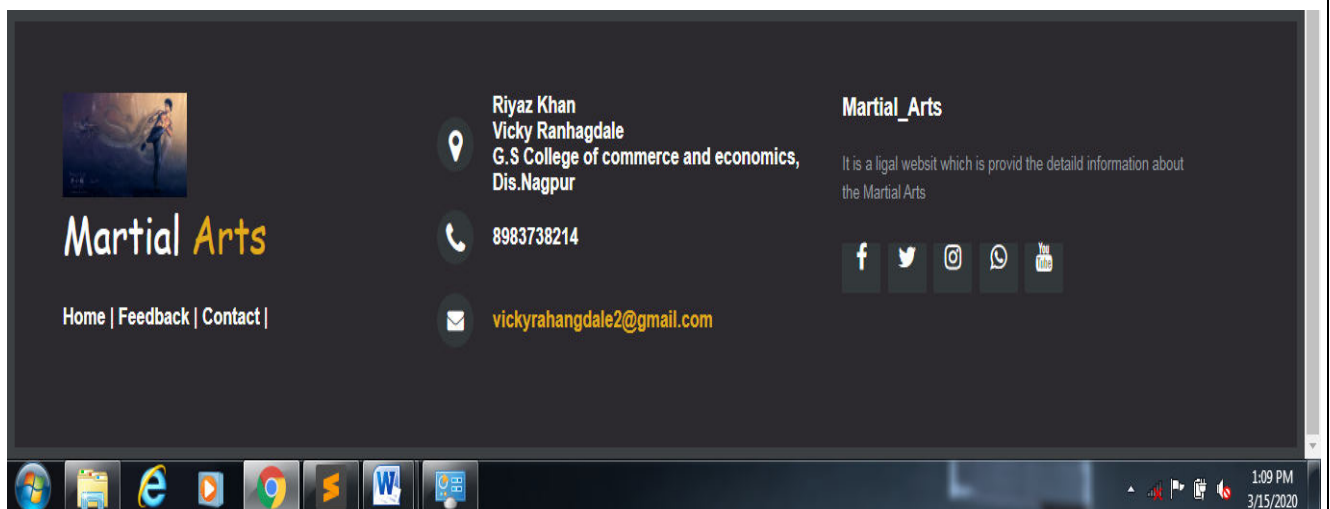 Martial Arts
Home | Feedback | Contact |
Riyaz Khan
Vicky Ranhagdale
G.S College of commerce and economics,
Dis.Nagpur
8983738214
vickyrahangdale2@gmail.com
Martial_Arts
It is a ligal websit which is provid the detaild information about
the Martial Arts
You
Tube
1:09 PM
3/15/2020